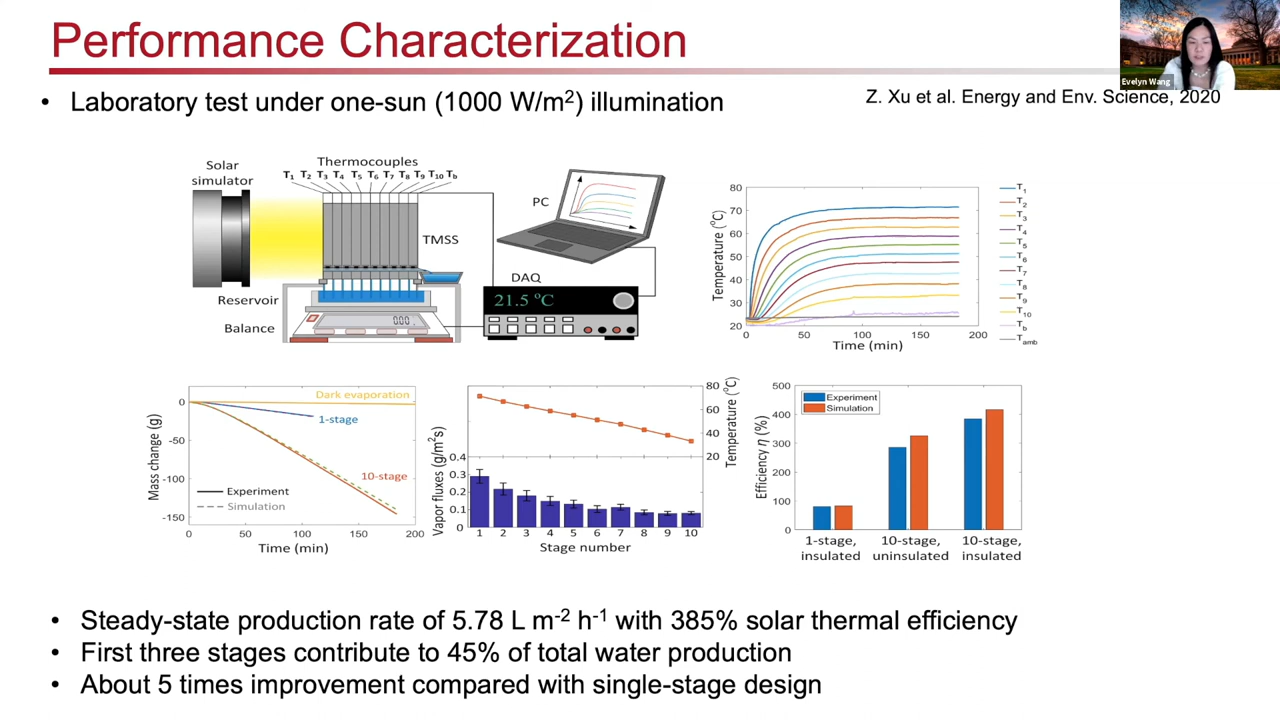 Performance Characterization
Evelyn Wang
• Laboratory test under one-sun (1000 W/m2) illumination
Z. Xu et al. Energy and Env. Science, 2020
Solar
simulator
Thermocouples
T1 T2 T3 T4 T5 T6 T7 T8 T9 T10 Tb
TMSS
Reservoir
Balance
000
PC
DAQ
21.5 °C
Temperature (°C)
80
70
60
50
40
30
20
0 50 100 150 200
Time (min)
T1
T2
T3
T4
T5
T6
T7
T8
T9
T10
Tb
Tamb
Mass change (g)
0
-50
-100
-150
Dark evaporation
1-stage
10-stage
Experiment
Simulation
0 50 100 150 200
Time (min)
Vapor fluxes (g/m2s)
0.4
0.3
0.2
0.1
0
80
60
40
20
Temperature (°C)
1 2 3 4 5 6 7 8 9 10
Stage number
Efficiency η (%)
500
400
300
200
100
0
Experiment
Simulation
1-stage, 10-stage, 10-stage,
insulated uninsulated insulated
• Steady-state production rate of 5.78 L m-2 h-1 with 385% solar thermal efficiency
• First three stages contribute to 45% of total water production
• About 5 times improvement compared with single-stage design